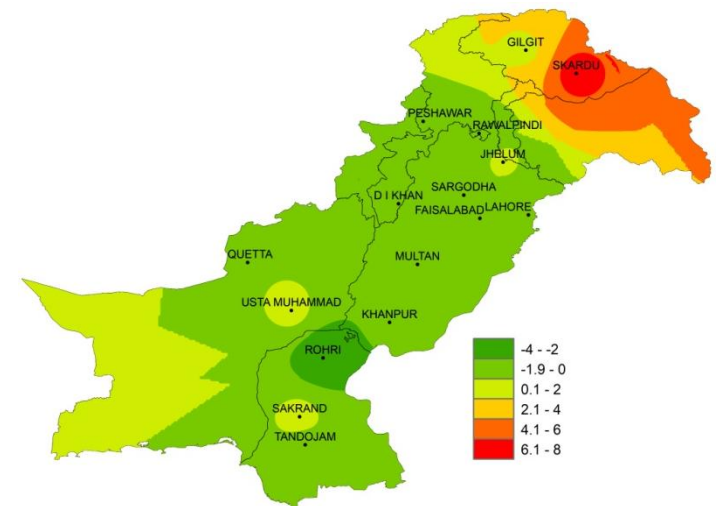 GILGIT
SKARDU
PESHAWAR
RAWALPINDI
JHELUM
SARGODHA
D I KHAN
FAISALABAD
LAHORE
QUETTA
MULTAN
USTA MUHAMMAD
KHANPUR
ROHRI
SAKRAND
TANDOJAM
-4 - -2
-1.9 - 0
0.1 - 2
2.1 - 4
4.1 - 6
6.1 - 8